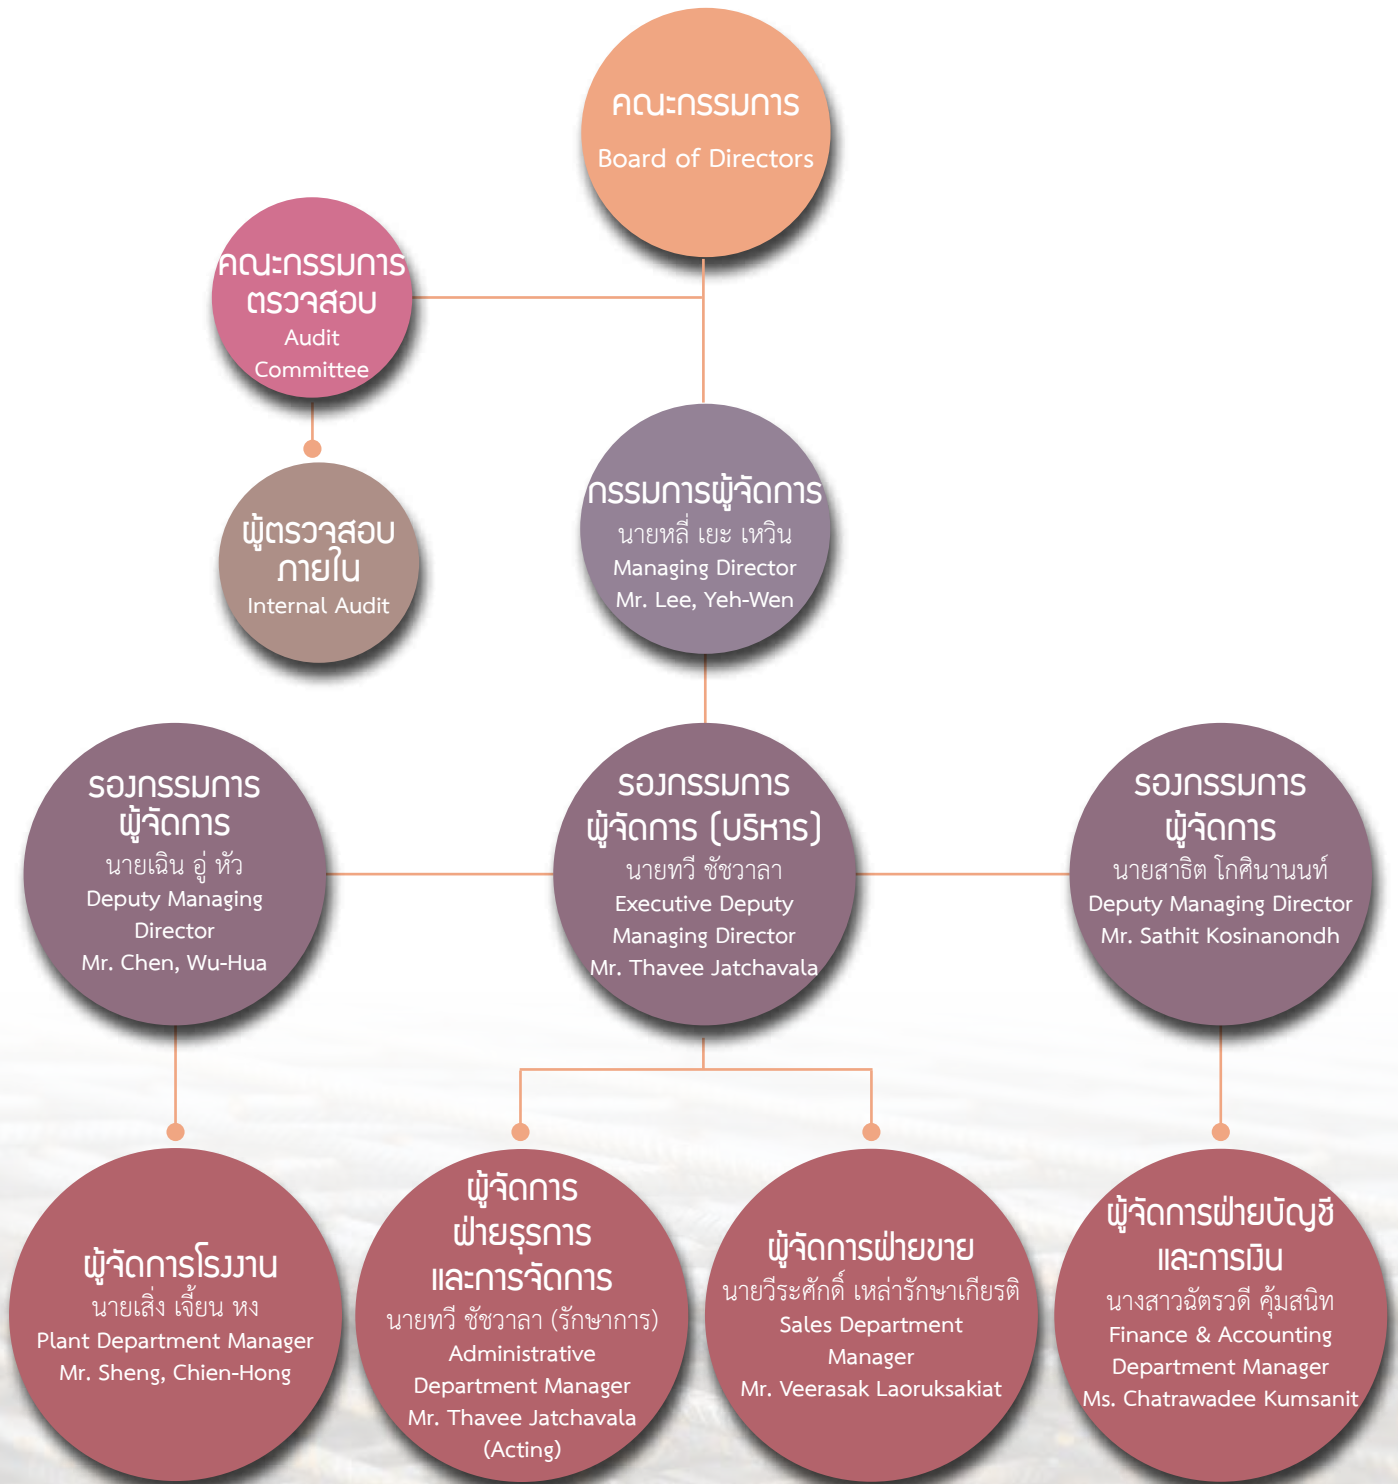 คณะกรรมการ
Board of Directors
คณะกรรมการ
ตรวจสอบ
Audit
Committee
ผู้ตรวจสอบ
ภายใน
Internal Audit
กรรมการผู้จัดการ
นายหลี่ เยะ เหวิน
Managing Director
Mr. Lee, Yeh-Wen
รองกรรมการ
ผู้จัดการ
นายเฉิน อู่ หัว
Deputy Managing
Director
Mr. Chen, Wu-Hua
รองกรรมการ
ผู้จัดการ (บริหาร)
นายทวี ชัชวาลา
Executive Deputy
Managing Director
Mr. Thavee Jatchavala
รองกรรมการ
ผู้จัดการ
นายสาธิต โกศินานนท์
Deputy Managing Director
Mr. Sathit Kosinanondh
ผู้จัดการโรงงาน
นายเสิ่ง เจี้ยน หง
Plant Department Manager
Mr. Sheng, Chien-Hong
ผู้จัดการ
ฝ่ายธุรการ
และการจัดการ
นายทวี ชัชวาลา (รักษาการ)
Administrative
Department Manager
Mr. Thavee Jatchavala
(Acting)
ผู้จัดการฝ่ายขาย
นายวีระศักดิ์ เหล่ารักษาเกียรติ
Sales Department
Manager
Mr. Veerasak Laoruksakiat
ผู้จัดการฝ่ายบัญชี
และการเงิน
นางสาวฉัตรวดี คุ้มสนิท
Finance & Accounting
Department Manager
Ms. Chatrawadee Kumsanit